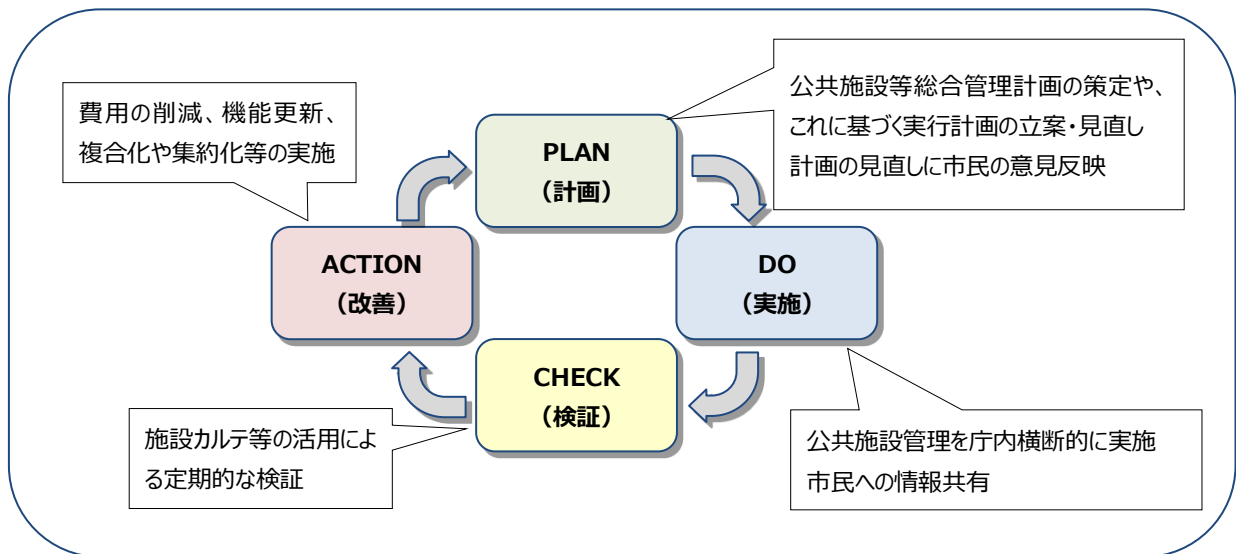 費用の削減、機能更新、
複合化や集約化等の実施
PLAN
（計画）
公共施設等総合管理計画の策定や、
これに基づく実行計画の立案・見直し
計画の見直しに市民の意見反映
ACTION
（改善）
DO
（実施）
CHECK
（検証）
施設カルテ等の活用によ
る定期的な検証
公共施設管理を庁内横断的に実施
市民への情報共有